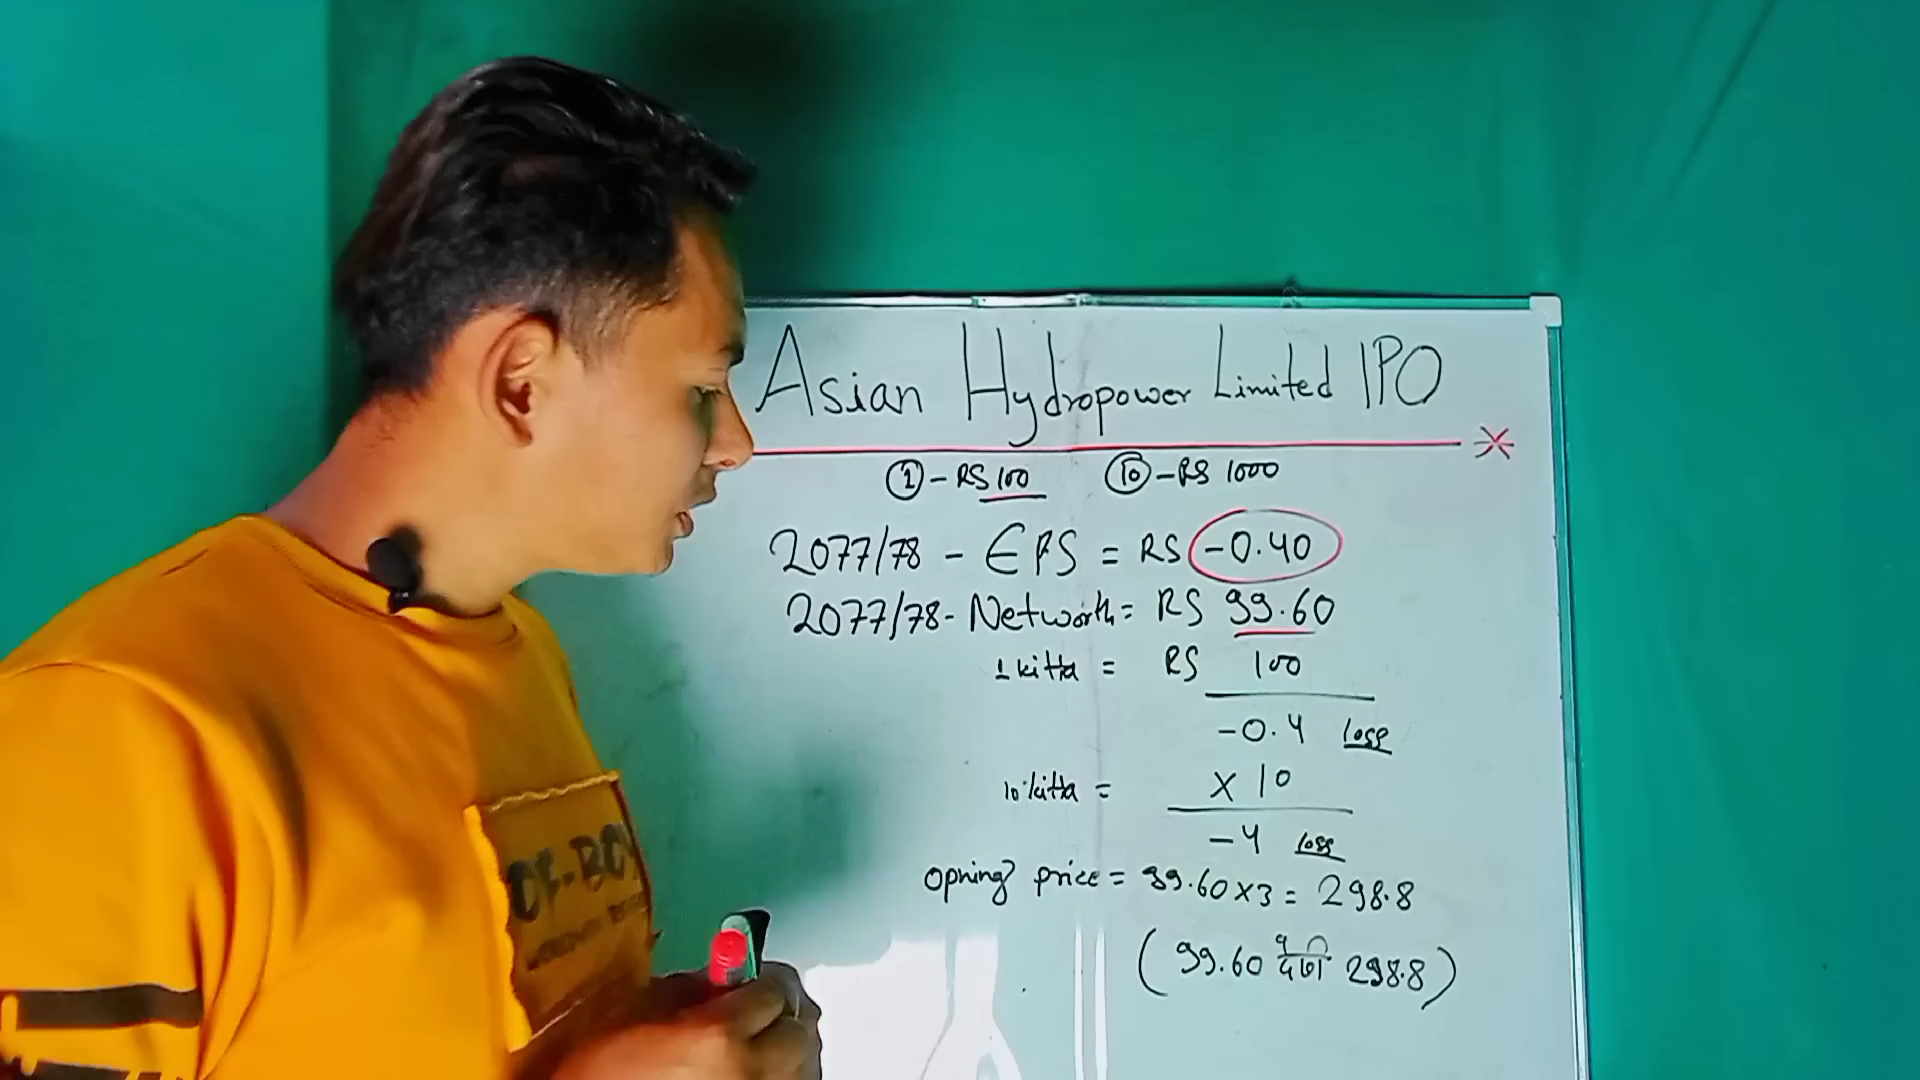 Asian Hydropower Limited IPO
① - RS 100 ⑩ - RS 1000
2077/78 - EPS = RS -0.40
2077/78 - Networth = RS 99.60
1 kitta = RS 100
-0.4 loss
10 kitta = X 10
-4 loss
opning price = 99.60 X 3 = 298.8
(99.60 298.8)